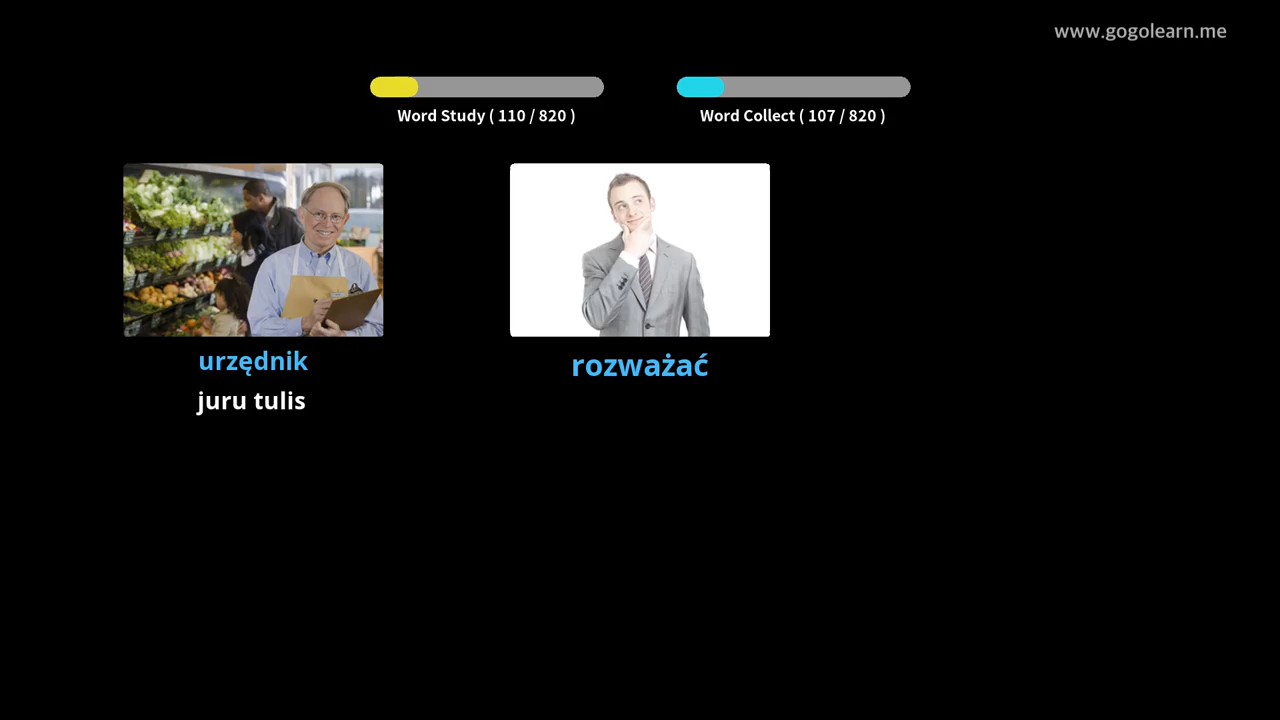 www.gogolearn.me
Word Study ( 110 / 820 )
Word Collect ( 107 / 820 )
urzędnik
juru tulis
rozważać